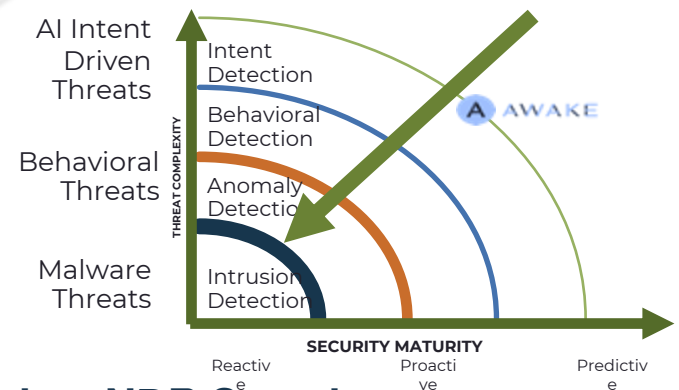 AI Intent
Driven
Threats
Behavioral
Threats
Malware
Threats
THREAT COMPLEXITY
Intent
Detection
Behavioral
Detection
Anomaly
Detection
Intrusion
Detection
A AWAKE
SECURITY MATURITY
Reactiv
e
Proacti
ve
Predictiv
e